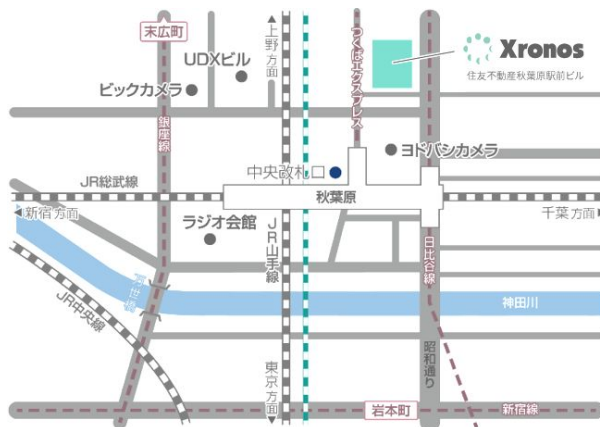 末広町
▲上野方面
UDXビル
ビックカメラ
つくばエクスプレス
Xronos
住友不動産秋葉原駅前ビル
銀座線
ヨドバシカメラ
中央改札口
JR総武線
秋葉原
◀新宿方面
千葉方面▶
ラジオ会館
JR山手線
日比谷線
万世橋
神田川
JR中央線
昭和通り
東京方面▼
岩本町
新宿線